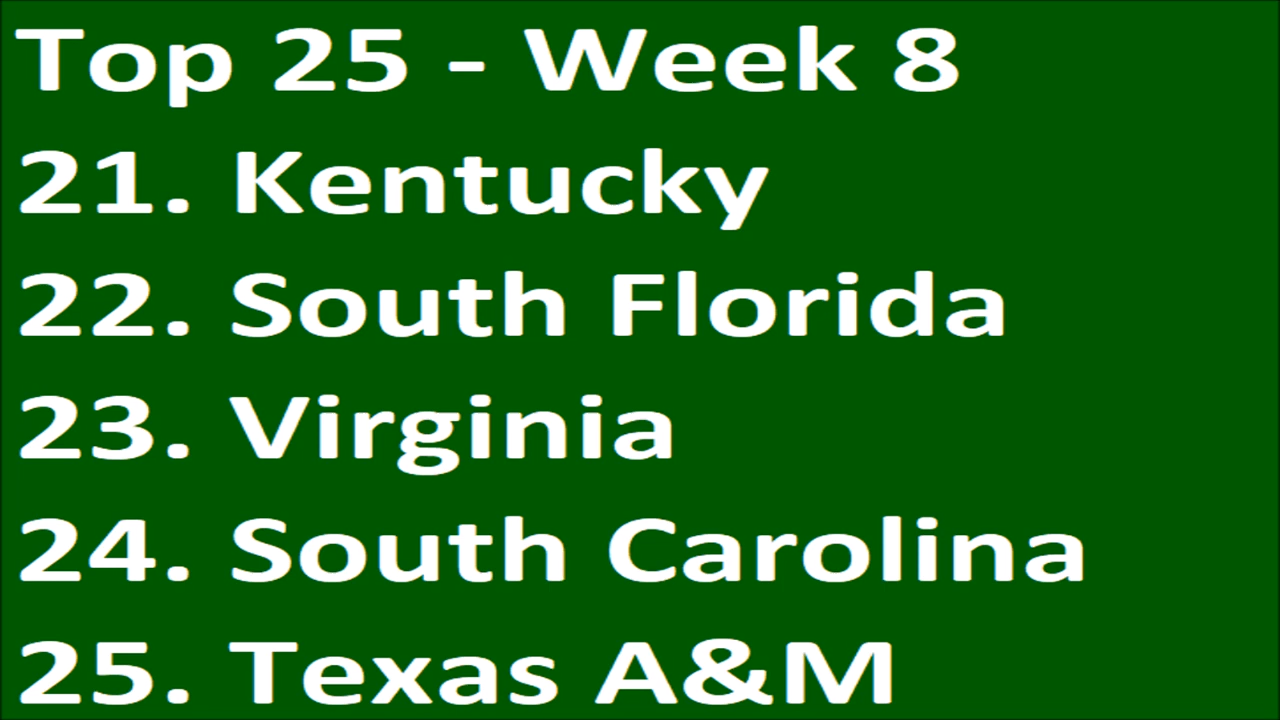 Top 25 - Week 8
21. Kentucky
22. South Florida
23. Virginia
24. South Carolina
25. Texas A&M